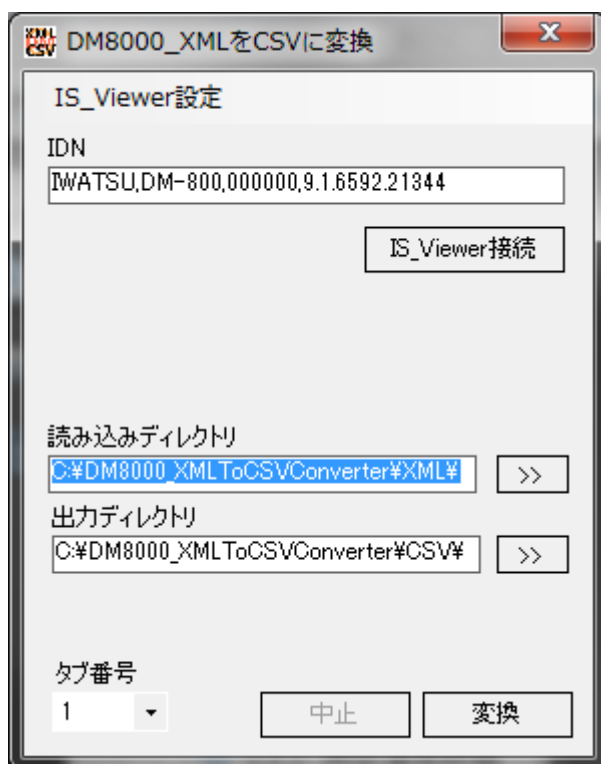 XML CSV DM8000_XMLをCSVに変換
IS_Viewer設定
IDN
IWATSU,DM-800,000000,9.1.6592.21344
IS_Viewer接続
読み込みディレクトリ
C:¥DM8000_XMLToCSVConverter¥XML¥ >>
出力ディレクトリ
C:¥DM8000_XMLToCSVConverter¥CSV¥ >>
タブ番号
1 中止 変換